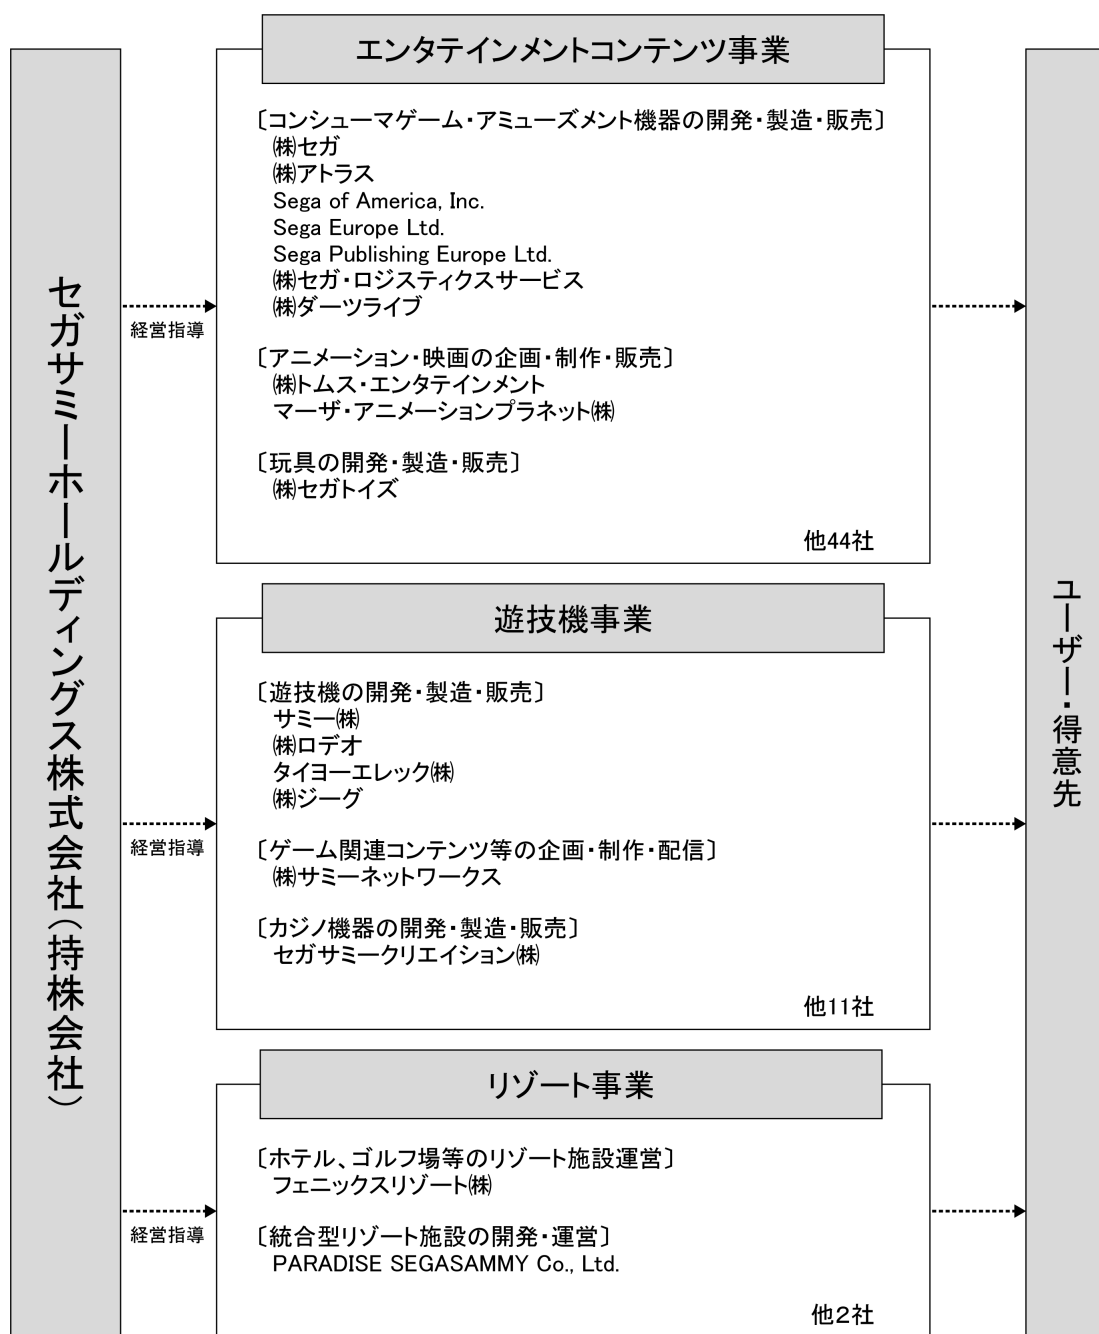 セガサミーホールディングス株式会社（持株会社）
エンタテインメントコンテンツ事業
〔コンシューマゲーム・アミューズメント機器の開発・製造・販売〕
㈱セガ
㈱アトラス
Sega of America, Inc.
Sega Europe Ltd.
Sega Publishing Europe Ltd.
㈱セガ・ロジスティクスサービス
㈱ダーツライブ
〔アニメーション・映画の企画・制作・販売〕
㈱トムス・エンタテインメント
マーザ・アニメーションプラネット㈱
〔玩具の開発・製造・販売〕
㈱セガトイズ
他44社
経営指導
遊技機事業
〔遊技機の開発・製造・販売〕
サミー㈱
㈱ロデオ
タイヨーエレック㈱
㈱ジーグ
〔ゲーム関連コンテンツ等の企画・制作・配信〕
㈱サミーネットワークス
〔カジノ機器の開発・製造・販売〕
セガサミークリエイション㈱
他11社
経営指導
リゾート事業
〔ホテル、ゴルフ場等のリゾート施設運営〕
フェニックスリゾート㈱
〔統合型リゾート施設の開発・運営〕
PARADISE SEGASAMMY Co., Ltd.
他2社
経営指導
ユーザー・得意先